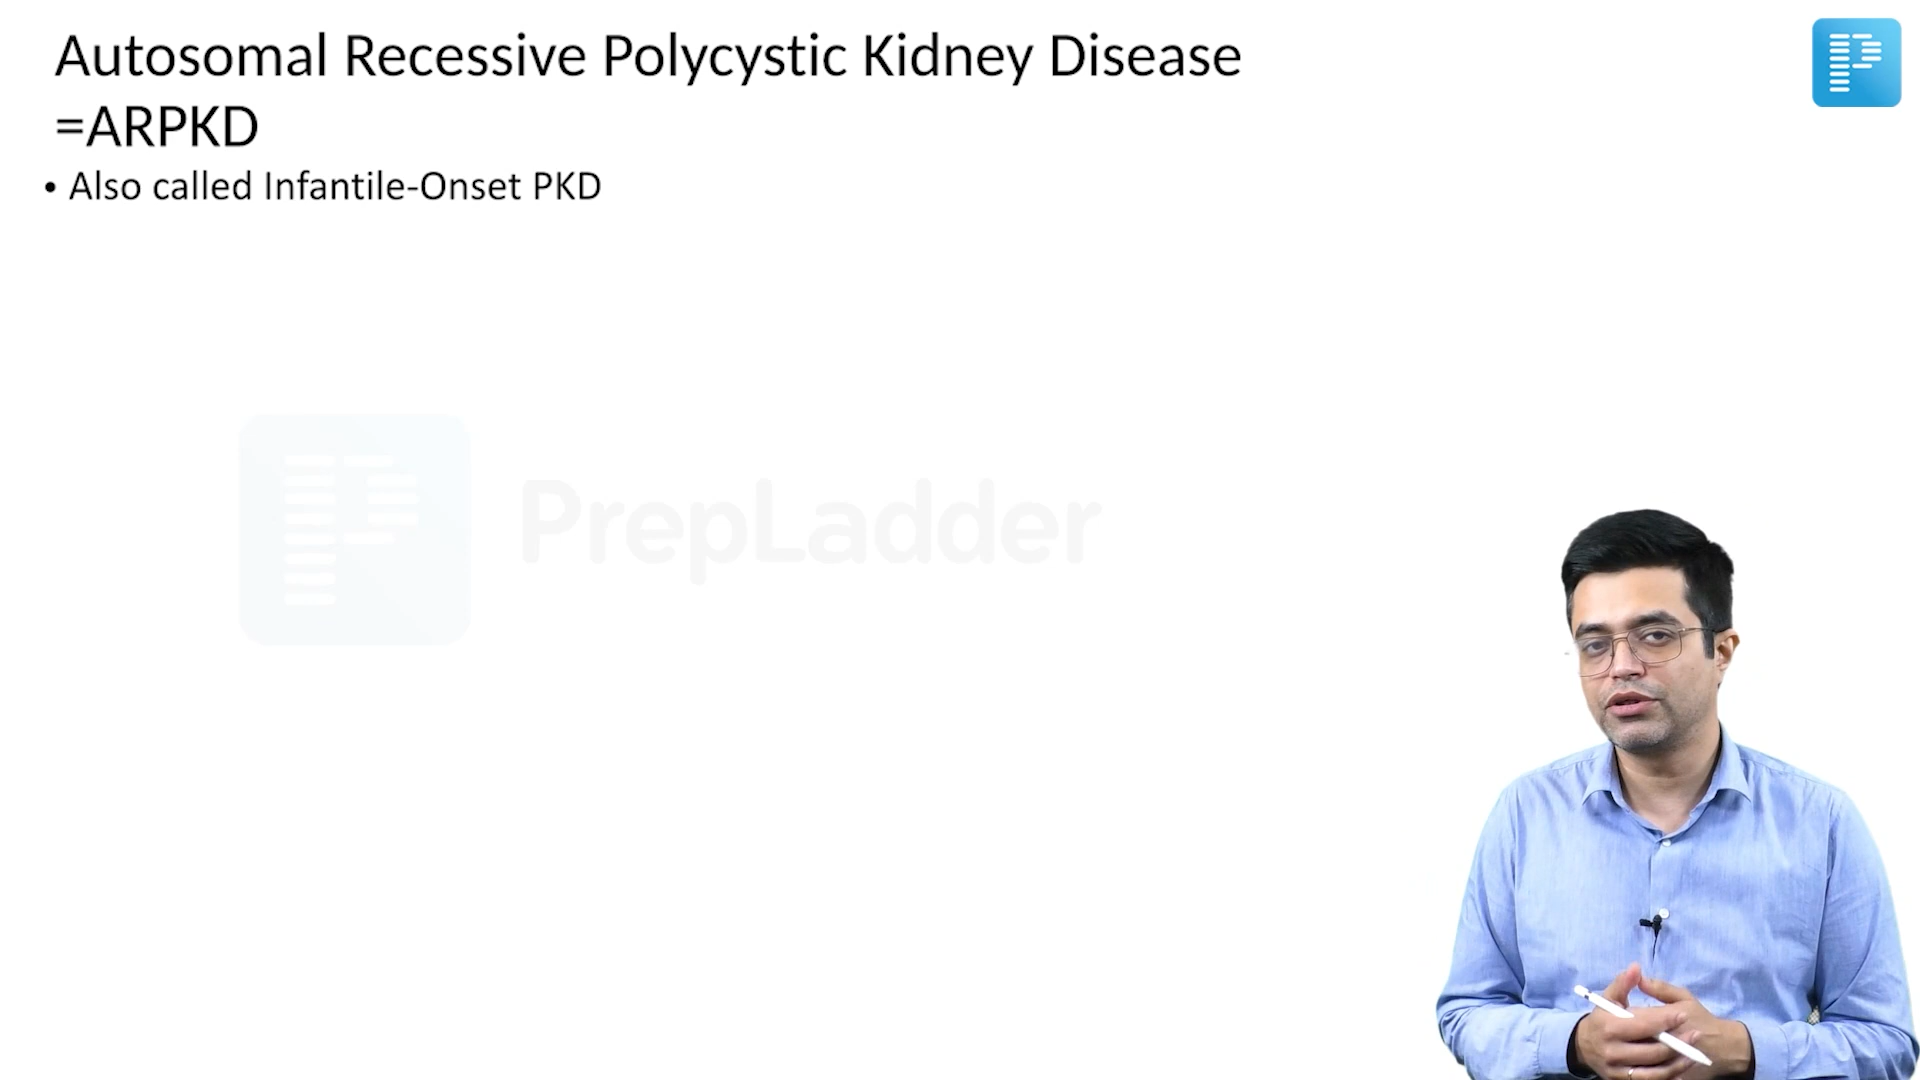 Autosomal Recessive Polycystic Kidney Disease
=ARPKD
• Also called Infantile-Onset PKD
PrepLadder